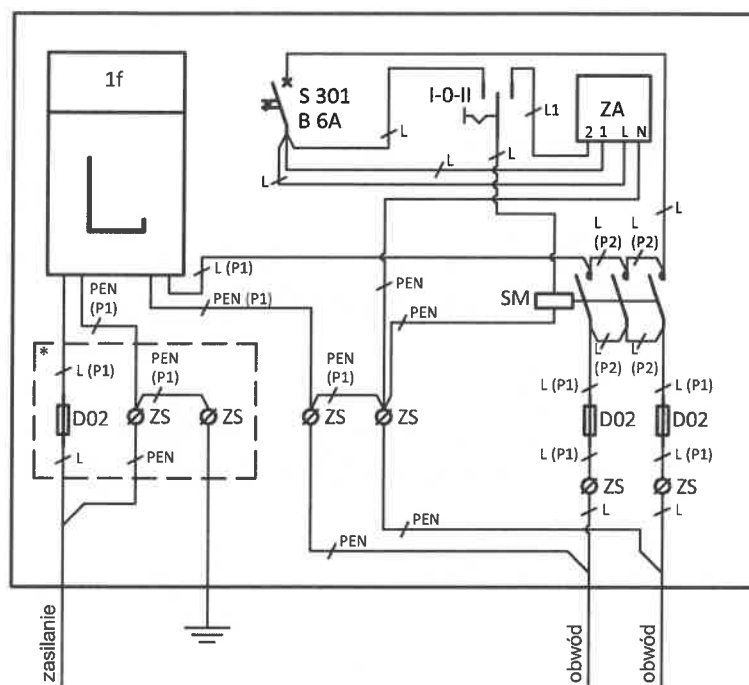 1f
S 301
B 6A
I-0-II
L1
ZA
2 1 L N
L
L
L
L
L
L
(P2)
L
(P2)
L (P1)
PEN
(P1)
PEN (P1)
PEN
SM
PEN
*
L (P1)
PEN
(P1)
PEN
(P1)
L
(P2)
L
(P2)
L (P1)
L (P1)
D02
ZS
ZS
ZS
ZS
D02
D02
L
PEN
L (P1)
L (P1)
ZS
ZS
L
L
PEN
PEN
zasilanie
obwód
obwód